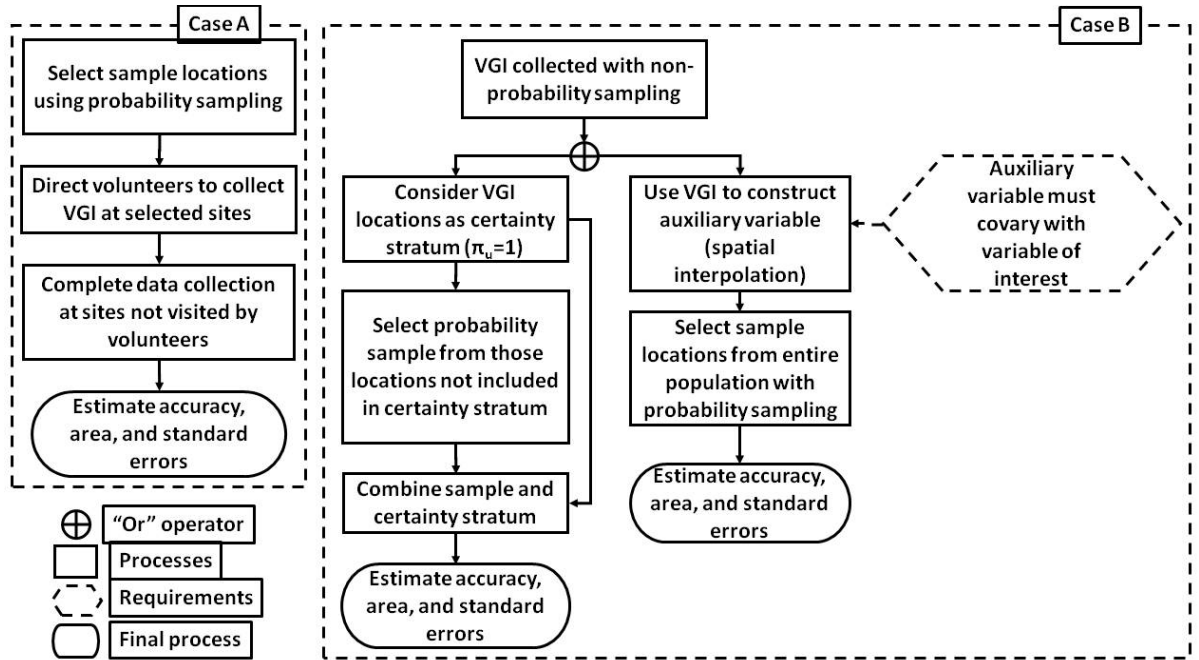 Case A
Select sample locations
using probability sampling
Direct volunteers to collect
VGI at selected sites
Complete data collection
at sites not visited by
volunteers
Estimate accuracy,
area, and standard
errors
"Or" operator
Processes
Requirements
Final process
Case B
VGI collected with non-
probability sampling
Consider VGI
locations as certainty
stratum (πu=1)
Select probability
sample from those
locations not included
in certainty stratum
Combine sample and
certainty stratum
Estimate accuracy,
area, and standard
errors
Use VGI to construct
auxiliary variable
(spatial
interpolation)
Select sample
locations from entire
population with
probability sampling
Estimate accuracy,
area, and standard
errors
Auxiliary
variable must
covary with
variable of
interest